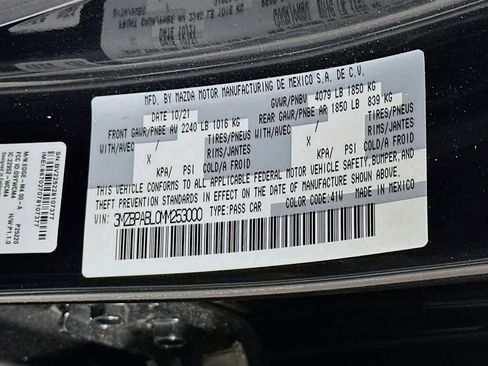 MFD. BY MAZDA MOTOR MANUFACTURING DE MEXICO S.A. DE C.V.
DATE 10/21 GVWR/PNBV 4079 LB 1850 KG
FRONT GAWR/PNBE AV 2240 LB 1016 KG REAR GAWR/PNBE AR 1850 LB 839 KG
WITH/AVEC TIRES/PNEUS WITH/AVEC TIRES/PNEUS
X RIMS/JANTES X RIMS/JANTES
/ KPA/ PSI COLD/A FROID / KPA/ PSI COLD/A FROID
THIS VEHICLE CONFORMS TO ALL APPLICABLE FEDERAL MOTOR VEHICLE SAFETY, BUMPER, AND
THEFT PREVENTION STANDARDS IN EFFECT ON THE DATE OF MANUFACTURE SHOWN ABOVE.
VIN: 3MZBPABL0MM253000 TYPE: PASS CAR COLOR CODE: 41W MADE IN MEXICO
P25220
H/W:P1.1.0